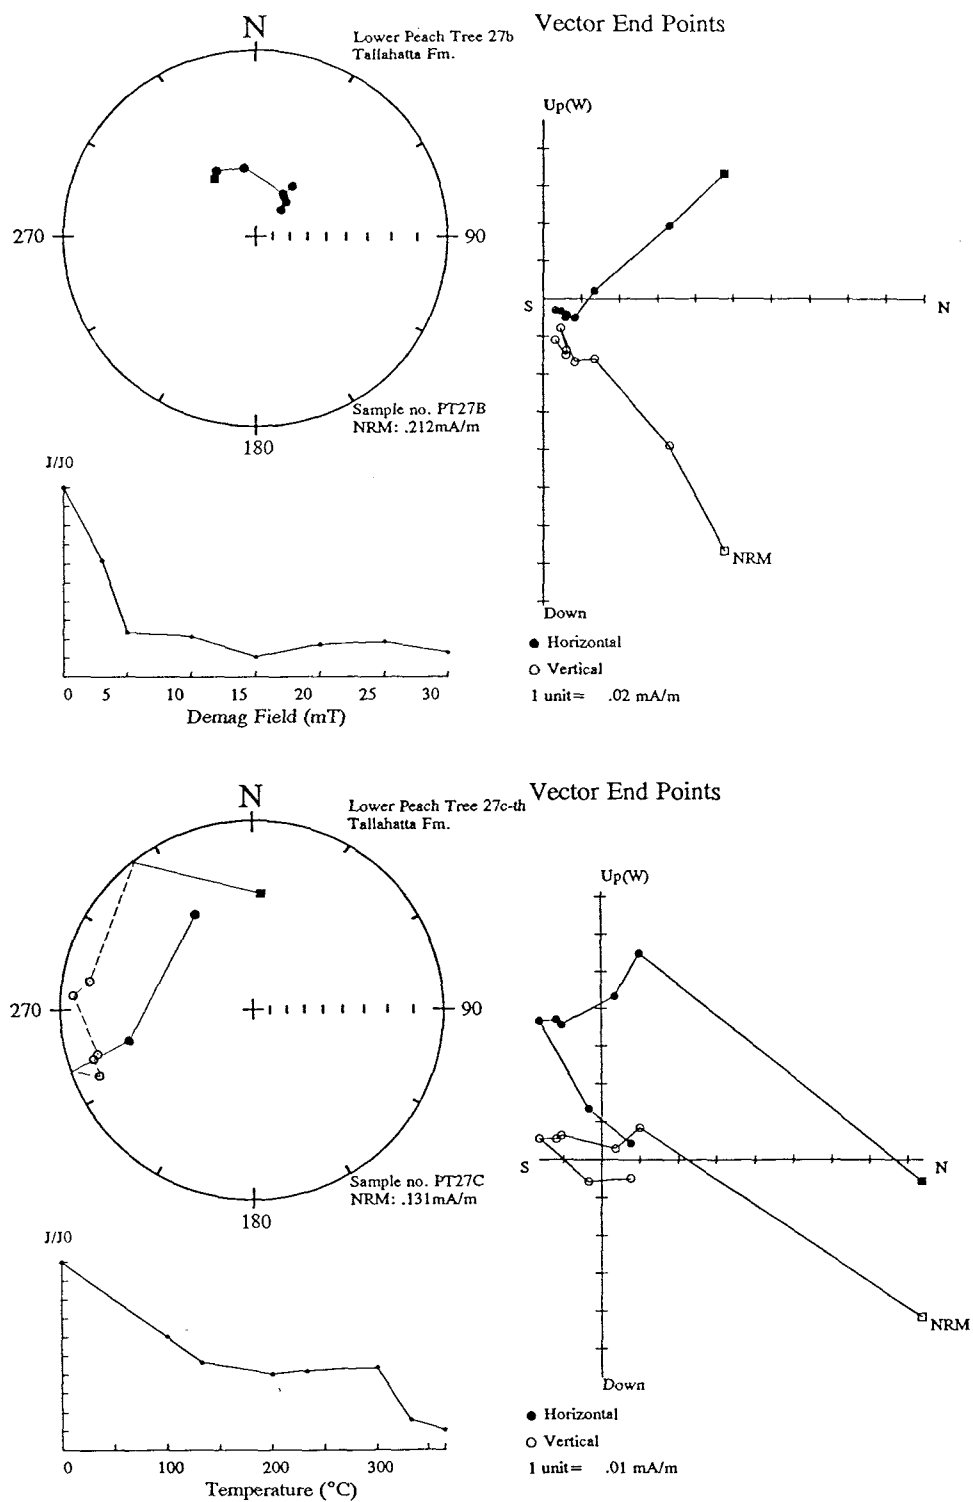 N
Lower Peach Tree 27b
Tallahatta Fm.
Vector End Points
270
90
180
Sample no. PT27B
NRM: .212mA/m
Up(W)
S
N
NRM
Down
● Horizontal
○ Vertical
1 unit= .02 mA/m
J/J0
0 5 10 15 20 25 30
Demag Field (mT)
N
Lower Peach Tree 27c-th
Tallahatta Fm.
Vector End Points
270
90
180
Sample no. PT27C
NRM: .131mA/m
Up(W)
S
N
NRM
Down
● Horizontal
○ Vertical
1 unit= .01 mA/m
J/J0
0 100 200 300
Temperature (°C)